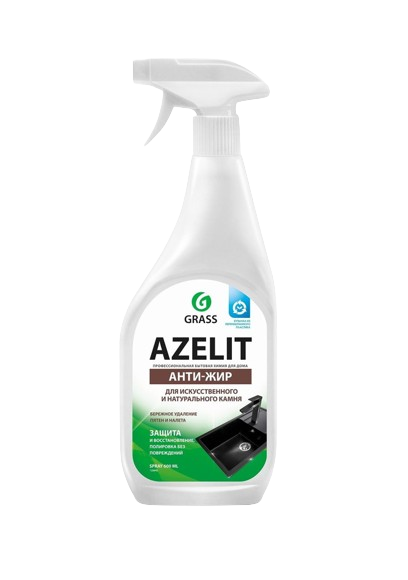 GRASS
AZELIT
ПРОФЕССИОНАЛЬНАЯ БЫТОВАЯ ХИМИЯ ДЛЯ ДОМА
АНТИ-ЖИР
ДЛЯ ИСКУССТВЕННОГО
И НАТУРАЛЬНОГО КАМНЯ
БЕРЕЖНОЕ УДАЛЕНИЕ
ПЯТЕН И НАЛЕТА
ЗАЩИТА
И ВОССТАНОВЛЕНИЕ
ПОЛИРОВКА БЕЗ
ПОВРЕЖДЕНИЙ
SPRAY 600 ML